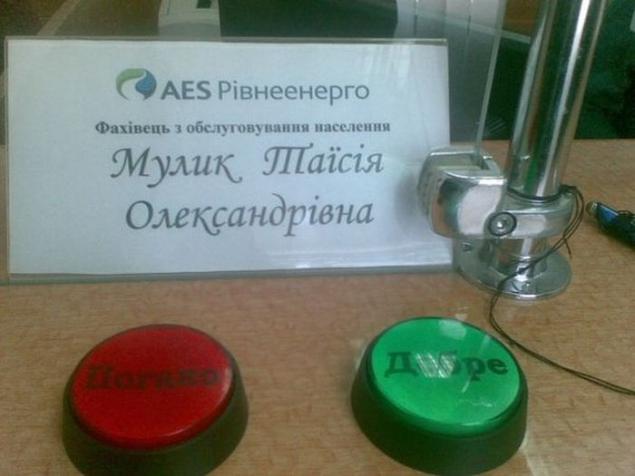 AES Рівнеенерго
Фахівець з обслуговування населення
Мулик Таїсія
Олександрівна
Погано
Добре